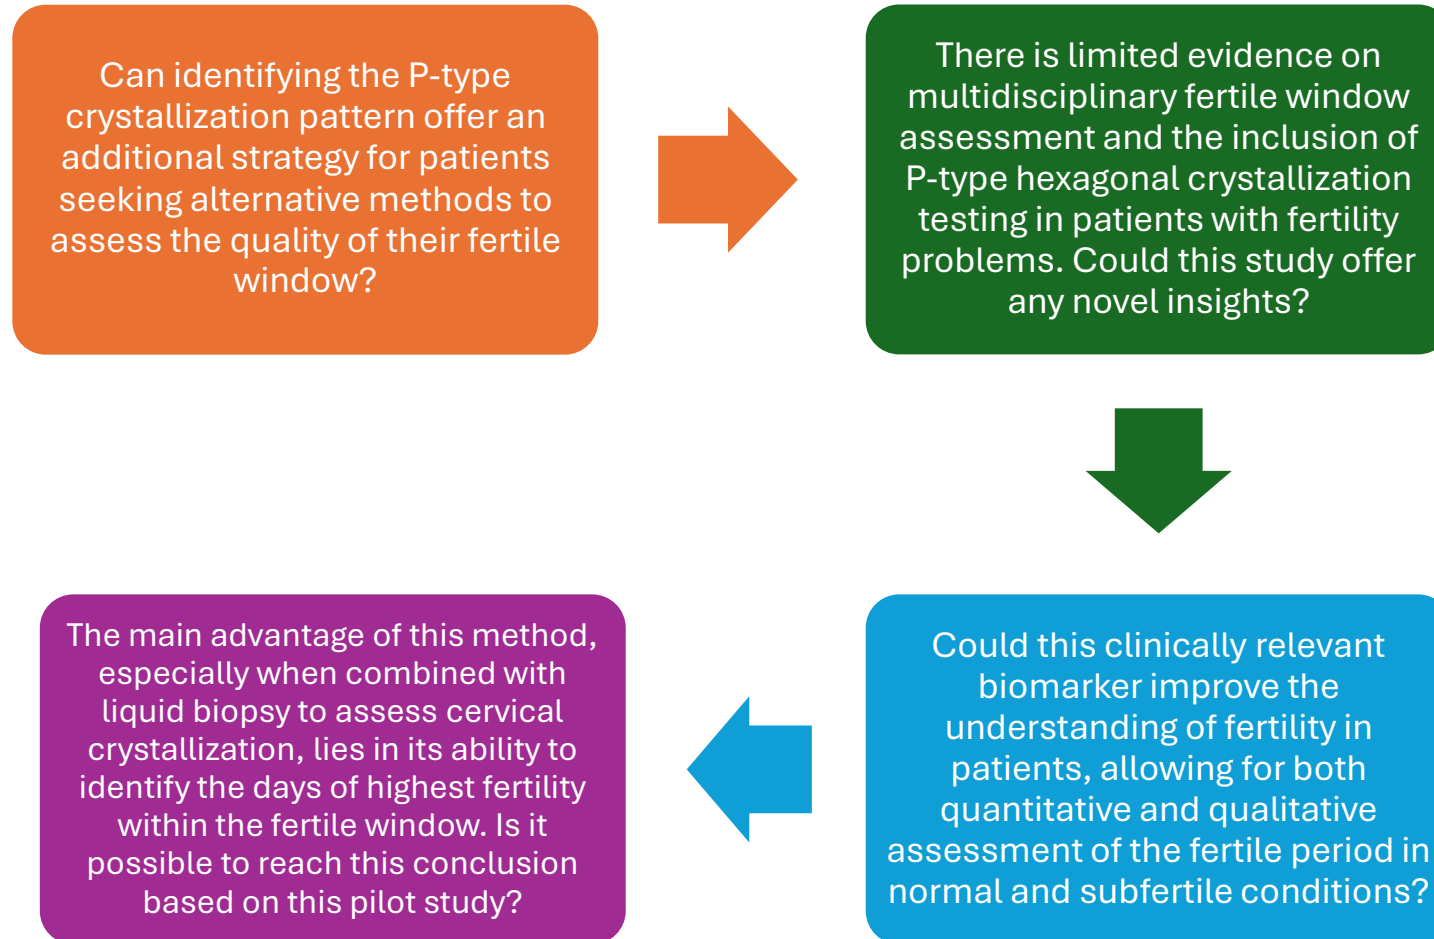 Can identifying the P-type
crystallization pattern offer an
additional strategy for patients
seeking alternative methods to
assess the quality of their fertile
window?
There is limited evidence on
multidisciplinary fertile window
assessment and the inclusion of
P-type hexagonal crystallization
testing in patients with fertility
problems. Could this study offer
any novel insights?
Could this clinically relevant
biomarker improve the
understanding of fertility in
patients, allowing for both
quantitative and qualitative
assessment of the fertile period in
normal and subfertile conditions?
The main advantage of this method,
especially when combined with
liquid biopsy to assess cervical
crystallization, lies in its ability to
identify the days of highest fertility
within the fertile window. Is it
possible to reach this conclusion
based on this pilot study?